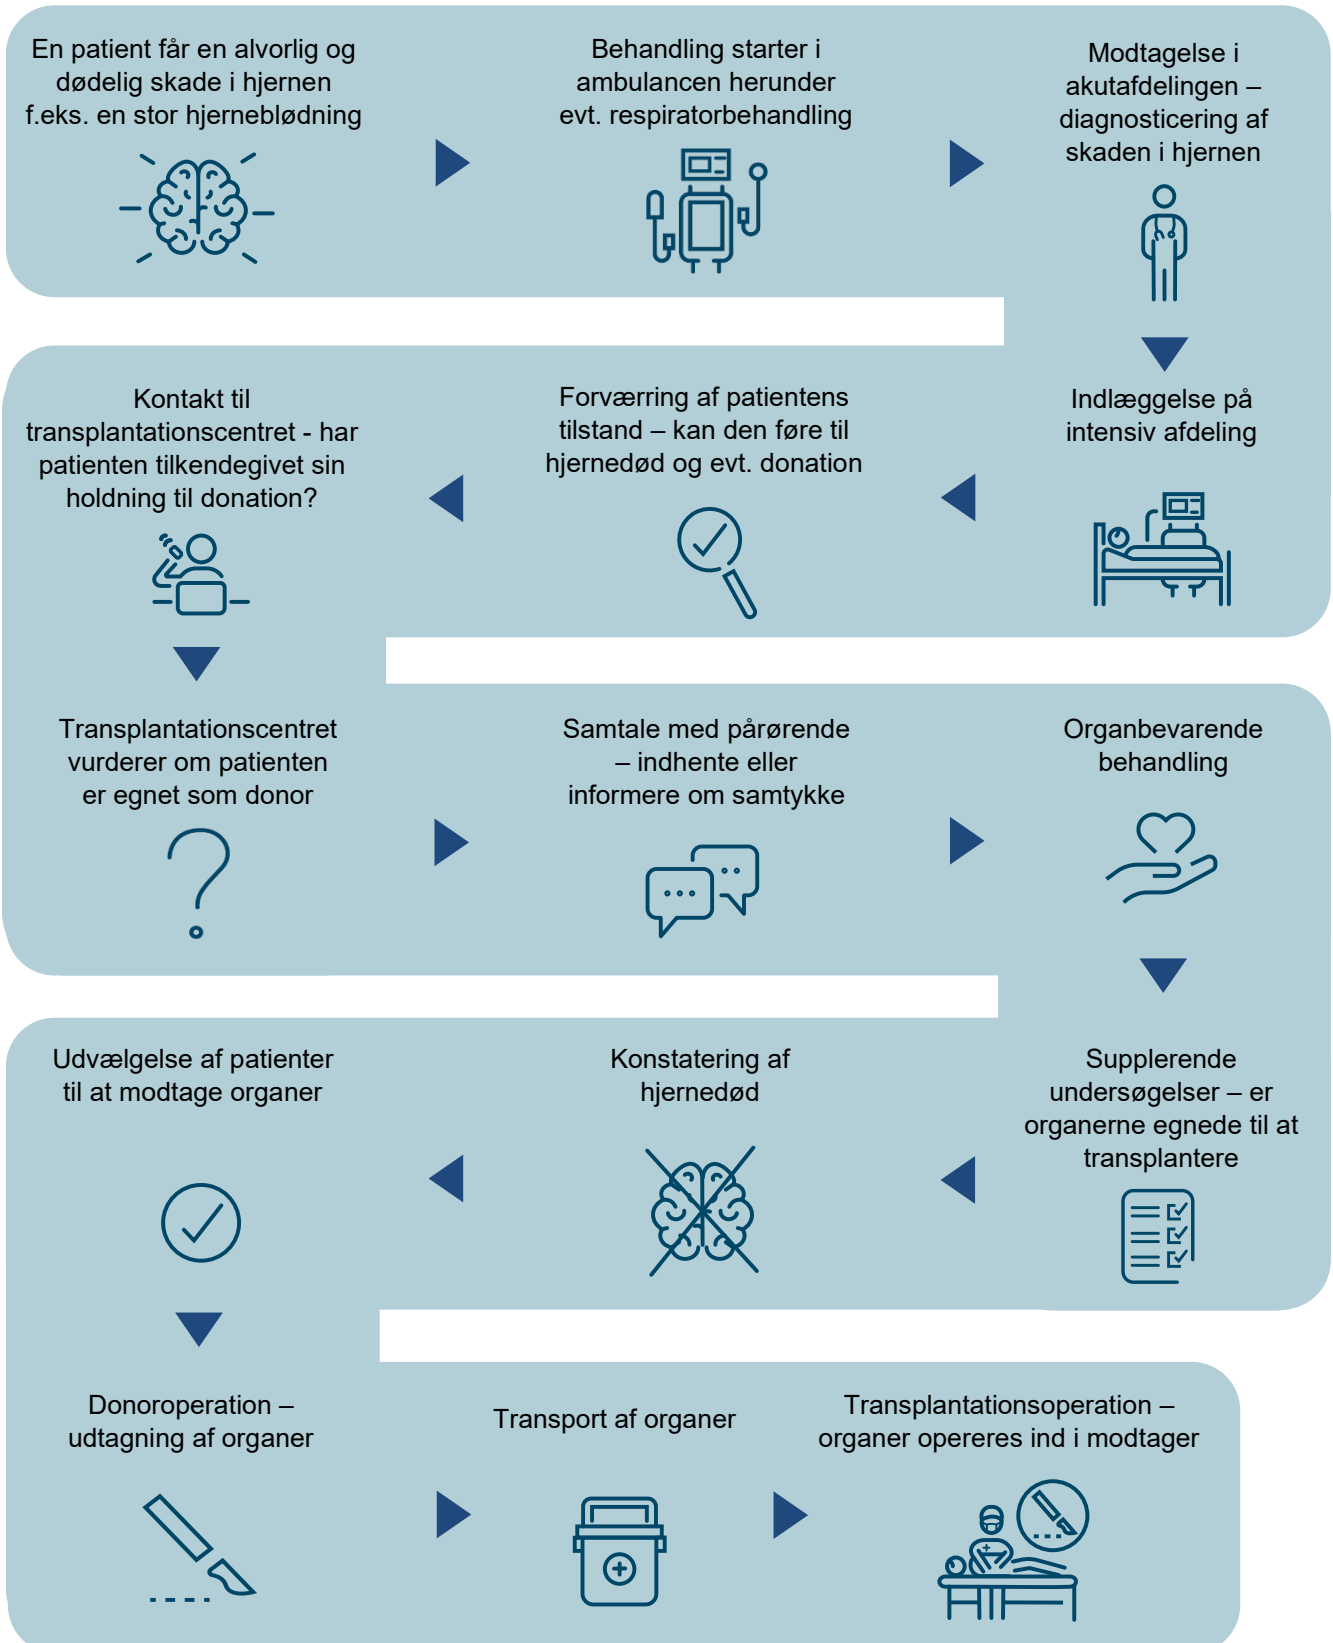 En patient får en alvorlig og
dødelig skade i hjernen
f.eks. en stor hjerneblødning
Behandling starter i
ambulancen herunder
evt. respiratorbehandling
Modtagelse i
akutafdelingen –
diagnosticering af
skaden i hjernen
Indlæggelse på
intensiv afdeling
Forværring af patientens
tilstand – kan den føre til
hjernedød og evt. donation
Kontakt til
transplantationscentret - har
patienten tilkendegivet sin
holdning til donation?
Transplantationscentret
vurderer om patienten
er egnet som donor
Samtale med pårørende
– indhente eller
informere om samtykke
Organbevarende
behandling
Supplerende
undersøgelser – er
organerne egnede til at
transplantere
Konstatering af
hjernedød
Udvælgelse af patienter
til at modtage organer
Donoroperation –
udtagning af organer
Transport af organer
Transplantationsoperation –
organer opereres ind i modtager